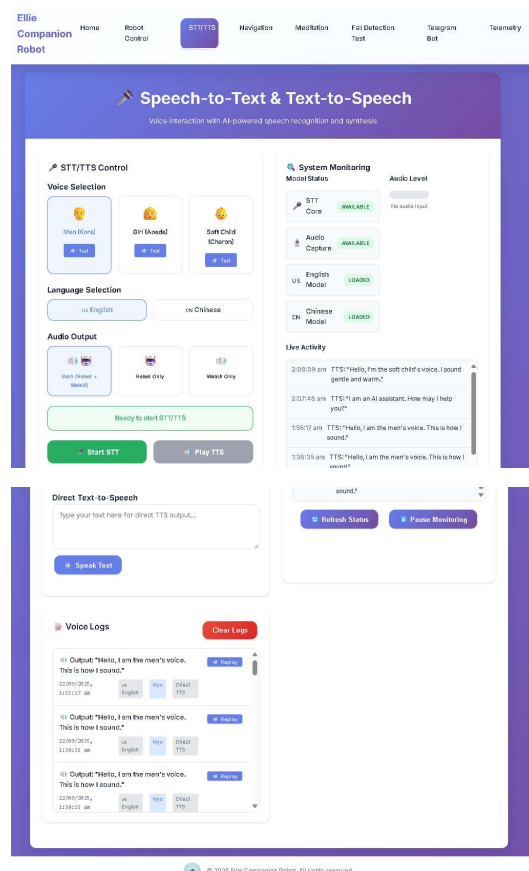 Ellie
Companion
Robot
Home
Robot
Control
STT/TTS
Navigation
Meditation
Fall Detection
Test
Telegram
Bot
Telemetry
Speech-to-Text & Text-to-Speech
Voice interaction with AI-powered speech recognition and synthesis
STT/TTS Control
Voice Selection
Men (Kore)
Test
Girl (Aoede)
Test
Soft Child
(Charon)
Test
Language Selection
US English
CN Chinese
Audio Output
Both (Robot +
WebUI)
Robot Only
WebUI Only
Ready to start STT/TTS
Start STT
Play TTS
System Monitoring
Model Status
STT
Core
AVAILABLE
Audio
Capture
AVAILABLE
US
English
Model
LOADED
CN
Chinese
Model
LOADED
Audio Level
No audio input
Live Activity
2:08:09 am TTS: "Hello, I'm the soft child's voice. I sound
gentle and warm."
2:07:48 am TTS: "I am an AI assistant. How may I help
you?"
1:55:17 am TTS: "Hello, I am the men's voice. This is how I
sound."
1:36:35 am TTS: "Hello, I am the men's voice. This is how I
sound."
Direct Text-to-Speech
Type your text here for direct TTS output...
Speak Text
sound."
Refresh Status
Pause Monitoring
Voice Logs
Clear Logs
Output: "Hello, I am the men's voice.
This is how I sound."
Replay
22/09/2025,
1:55:17 am
US
English
Direct
TTS
Output: "Hello, I am the men's voice.
This is how I sound."
Replay
22/09/2025,
am
US
English
Direct
TTS
Output: "Hello, I am the men's voice.
This is how I sound."
Replay
22/09/2025,
am
US
English
Direct
TTS
© 2025 Ellie Companion Robot. All rights reserved.